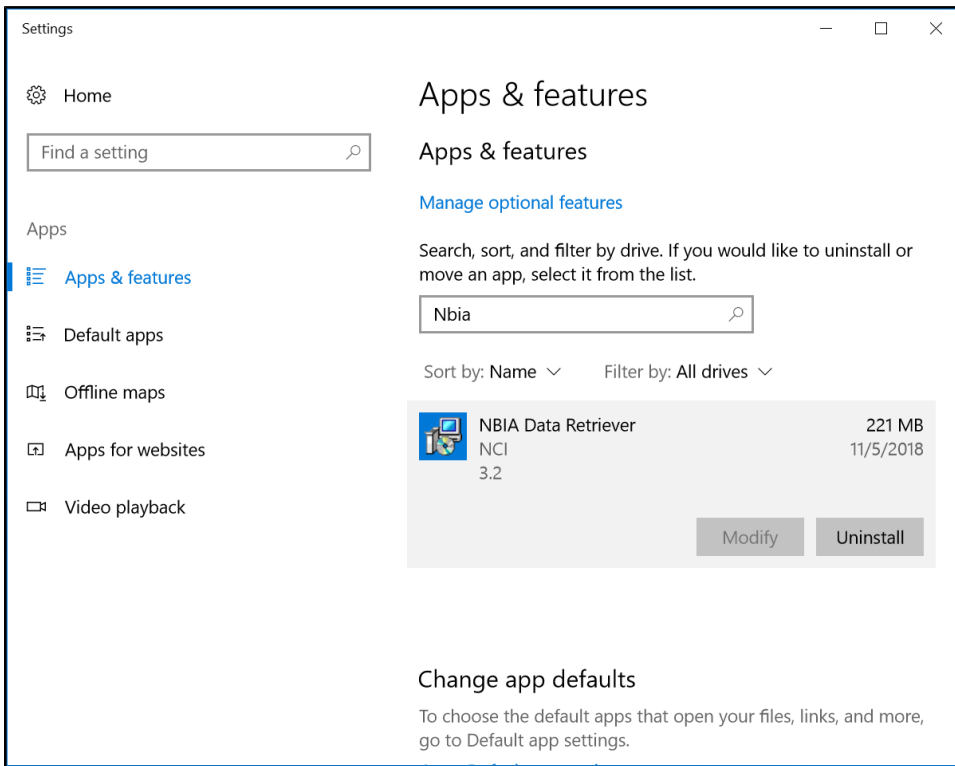 Settings
Home
Find a setting
Apps
Apps & features
Default apps
Offline maps
Apps for websites
Video playback
Apps & features
Apps & features
Manage optional features
Search, sort, and filter by drive. If you would like to uninstall or
move an app, select it from the list.
Nbia
Sort by: Name Filter by: All drives
NBIA Data Retriever 221 MB
NCI 11/5/2018
3.2
Modify Uninstall
Change app defaults
To choose the default apps that open your files, links, and more,
go to Default app settings.